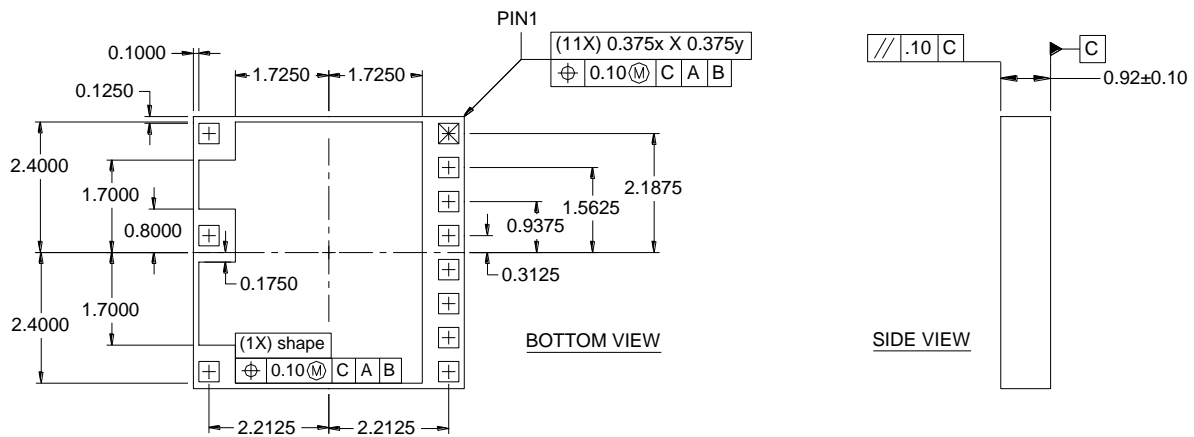 PIN1
(11X) 0.375x X 0.375y
⌖ 0.10Ⓜ C A B
0.1000
1.7250 1.7250
0.1250
2.4000
1.7000
0.8000
2.1875
1.5625
0.9375
0.3125
0.1750
1.7000
2.4000
(1X) shape
⌖ 0.10Ⓜ C A B
BOTTOM VIEW
2.2125 2.2125
// .10 C
C
0.92±0.10
SIDE VIEW